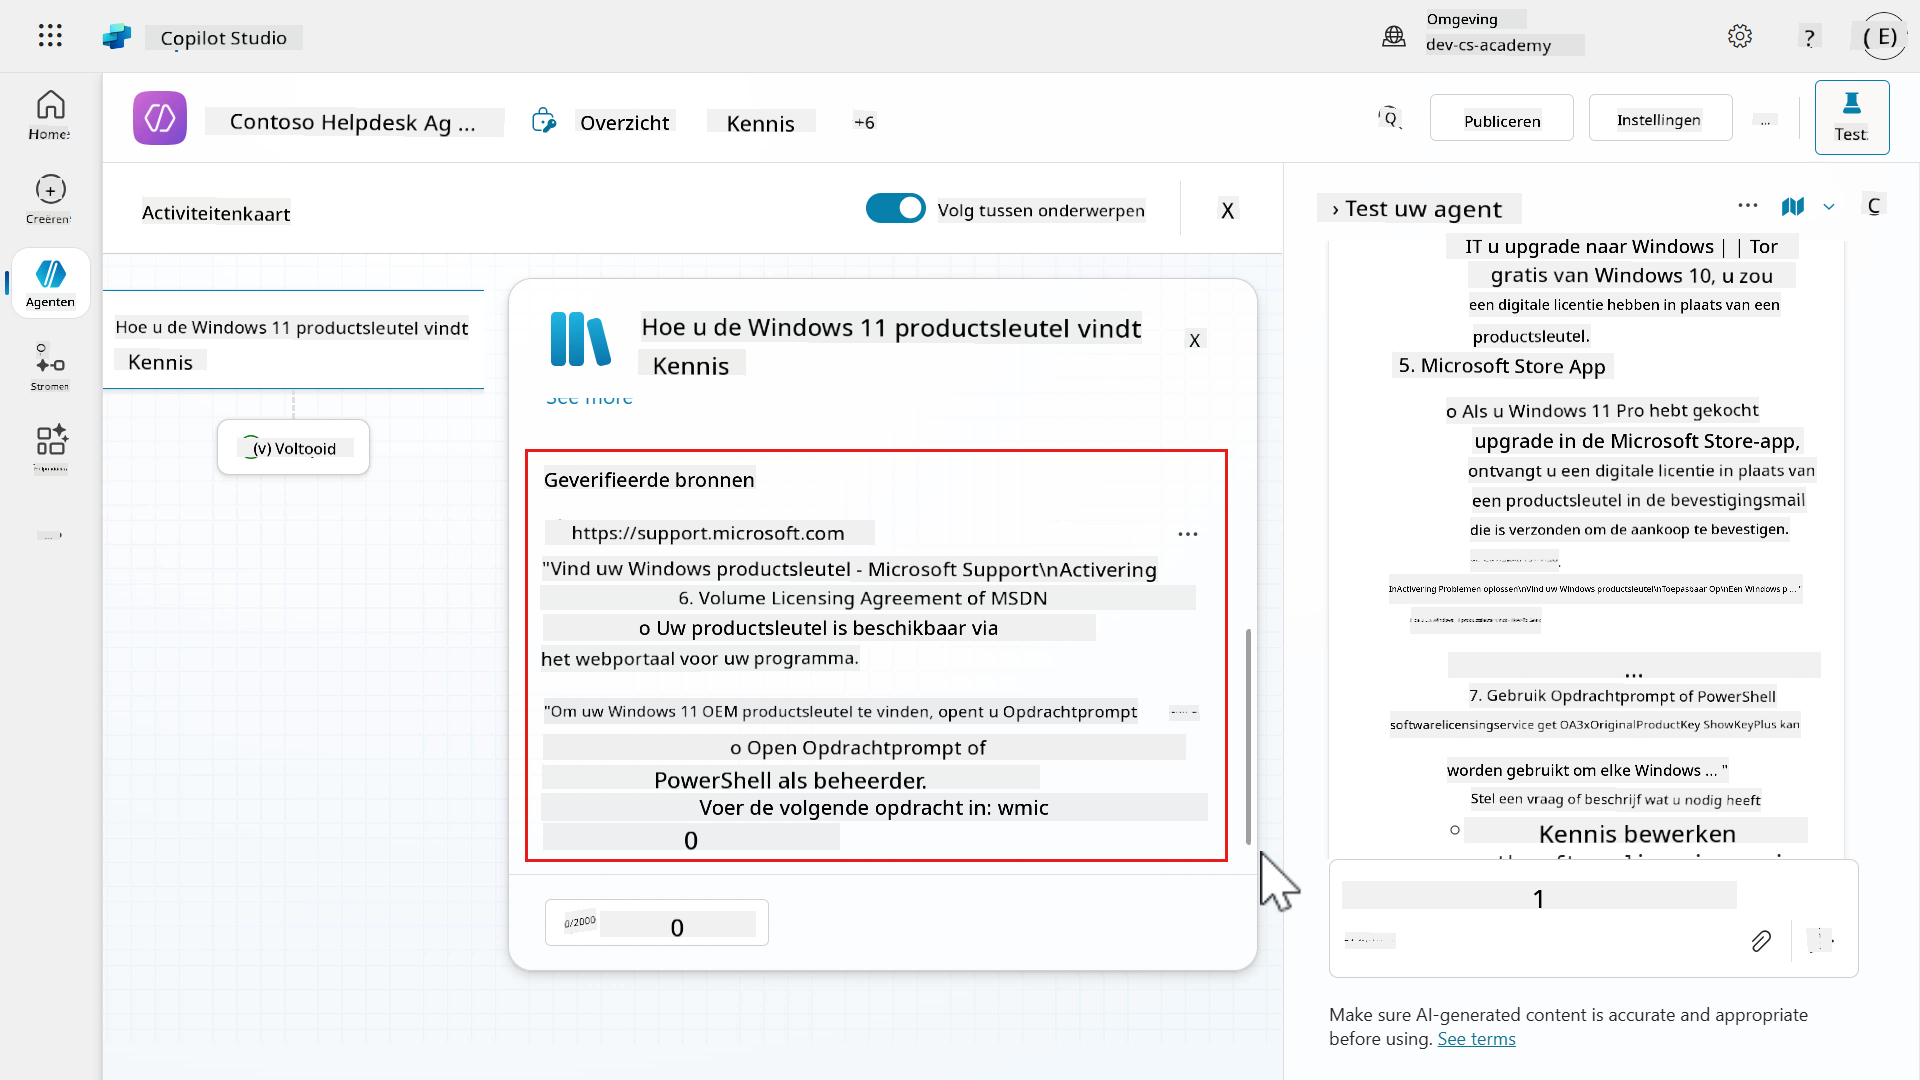 Copilot Studio
Omgeving
dev-cs-academy
?
( E)
Home:
Creëren
Agenten
Stromen
...
Contoso Helpdesk Ag ...
Overzicht
Kennis
+6
Q
Publiceren
Instellingen
...
Test
Activiteitenkaart
Volg tussen onderwerpen
X
Hoe u de Windows 11 productsleutel vindt
Kennis
(v) Voltooid
Hoe u de Windows 11 productsleutel vindt
Kennis
X
See more
Geverifieerde bronnen
https://support.microsoft.com
...
"Vind uw Windows productsleutel - Microsoft Support\nActivering
6. Volume Licensing Agreement of MSDN
o Uw productsleutel is beschikbaar via
het webportaal voor uw programma.
"Om uw Windows 11 OEM productsleutel te vinden, opent u Opdrachtprompt
o Open Opdrachtprompt of
PowerShell als beheerder.
Voer de volgende opdracht in: wmic
0
0/2000
0
› Test uw agent
...
C
IT u upgrade naar Windows | | Tor
gratis van Windows 10, u zou
een digitale licentie hebben in plaats van een
productsleutel.
5. Microsoft Store App
o Als u Windows 11 Pro hebt gekocht
upgrade in de Microsoft Store-app,
ontvangt u een digitale licentie in plaats van
een productsleutel in de bevestigingsmail
die is verzonden om de aankoop te bevestigen.
InActivering Problemen oplossen\nVind uw Windows productsleutel\nToepasbaar Op\nEen Windows p ... "
...
7. Gebruik Opdrachtprompt of PowerShell
softwarelicensingservice get OA3xOriginalProductKey ShowKeyPlus kan
worden gebruikt om elke Windows ... "
Stel een vraag of beschrijf wat u nodig heeft
o Kennis bewerken
1
Make sure AI-generated content is accurate and appropriate
before using. See terms